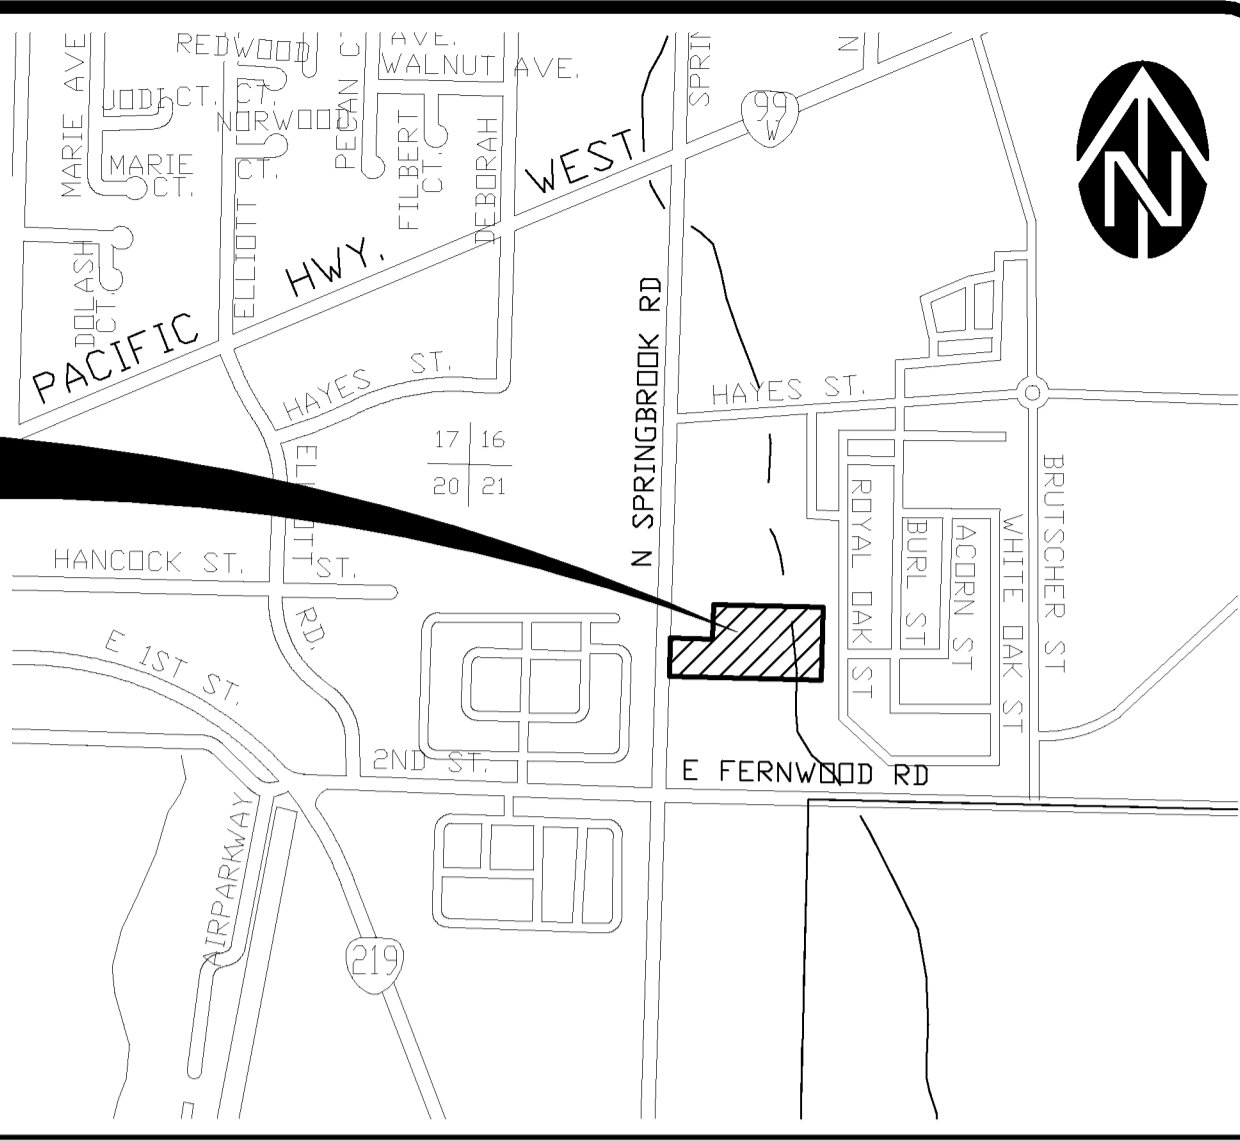 MARIE AVE
REDWOOD
CT.
AVE.
WALNUT AVE.
JODI CT.
NORWOOD
CT.
MARIE
CT.
FILBERT
CT.
DEBORAH
ELLIOTT
N
99
W
N
PACIFIC HWY. WEST
DOLASH
CT.
HAYES ST.
HAYES ST.
N SPRINGBROOK RD
17 16
20 21
ELLIOTT
RD.
HANCOCK ST.
ST.
E 1ST ST.
2ND ST.
ROYAL OAK ST
BURL ST
ACORN ST
WHITE OAK ST
BRUTSCHER ST
E FERNWOOD RD
AIRPARKWAY
219